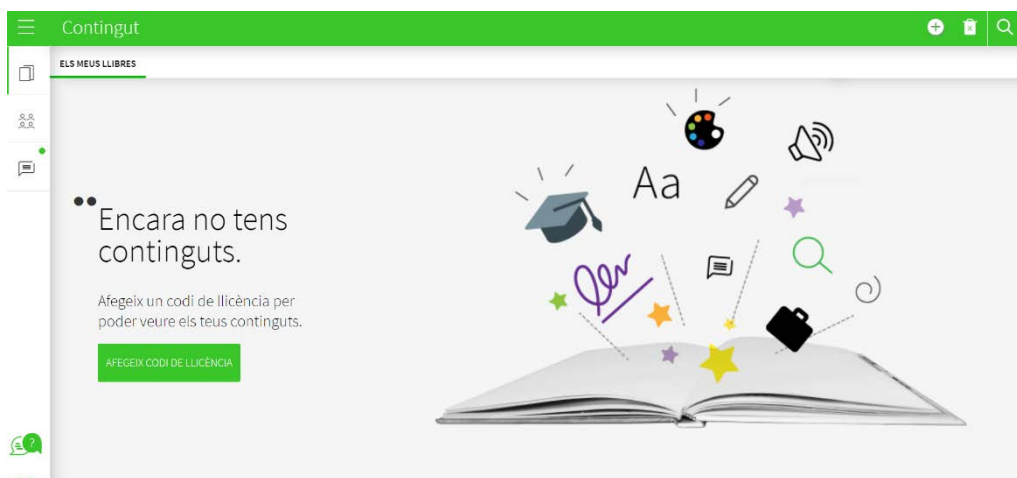 Contingut
ELS MEUS LLIBRES
Aa
Encara no tens
continguts.
Afegeix un codi de llicència per
poder veure els teus continguts.
AFEGEIX CODI DE LLICÈNCIA
?